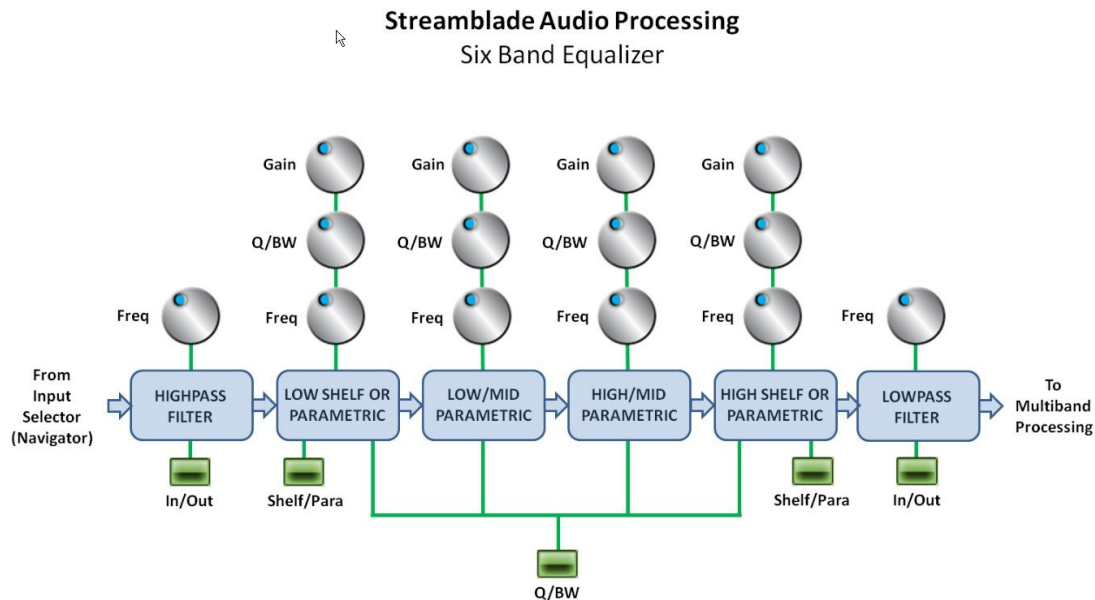 Streamblade Audio Processing
Six Band Equalizer
Gain
Gain
Gain
Gain
Q/BW
Q/BW
Q/BW
Q/BW
Freq
Freq
Freq
Freq
Freq
Freq
From
Input
Selector
(Navigator)
HIGHPASS
FILTER
LOW SHELF OR
PARAMETRIC
LOW/MID
PARAMETRIC
HIGH/MID
PARAMETRIC
HIGH SHELF OR
PARAMETRIC
LOWPASS
FILTER
To
Multiband
Processing
In/Out
Shelf/Para
Shelf/Para
In/Out
Q/BW